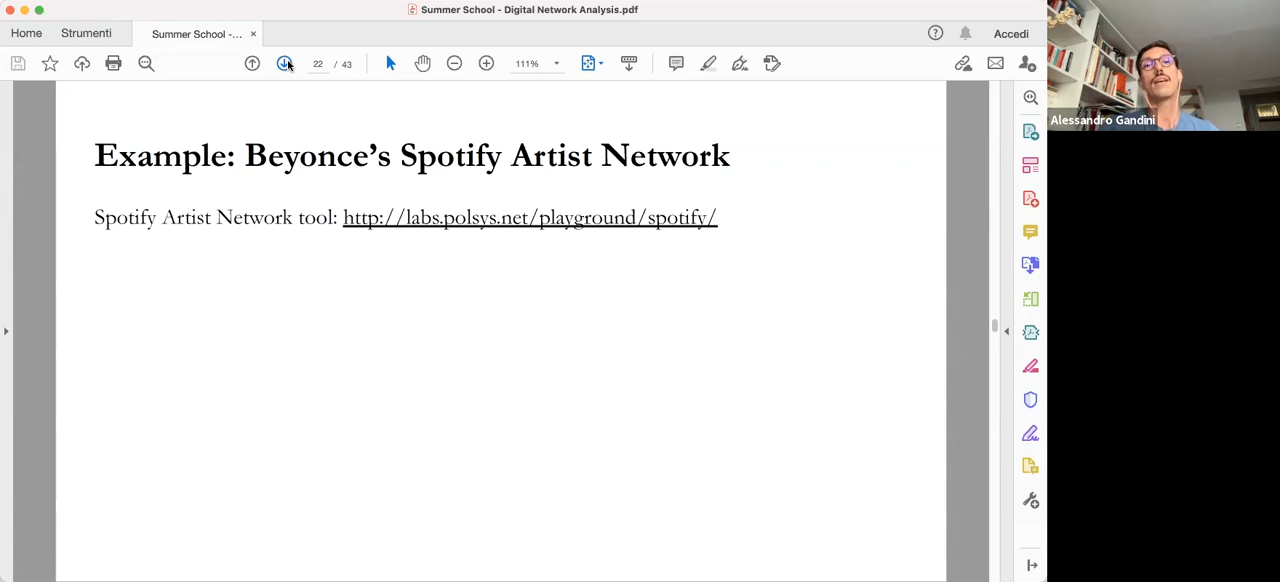 Summer School - Digital Network Analysis.pdf
Home
Strumenti
Summer School -... ×
Accedi
22 / 43
111%
Alessandro Gandini
Example: Beyonce’s Spotify Artist Network
Spotify Artist Network tool: http://labs.polsys.net/playground/spotify/